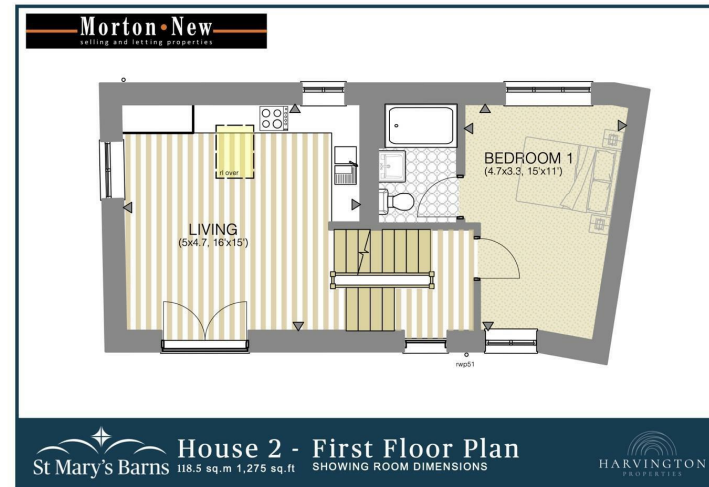 Morton • New
selling and letting properties
rl over
LIVING
(5x4.7, 16'x15')
BEDROOM 1
(4.7x3.3, 15'x11')
rwp51
St Mary's Barns
House 2 - First Floor Plan
118.5 sq.m 1,275 sq.ft SHOWING ROOM DIMENSIONS
HARVINGTON
PROPERTIES